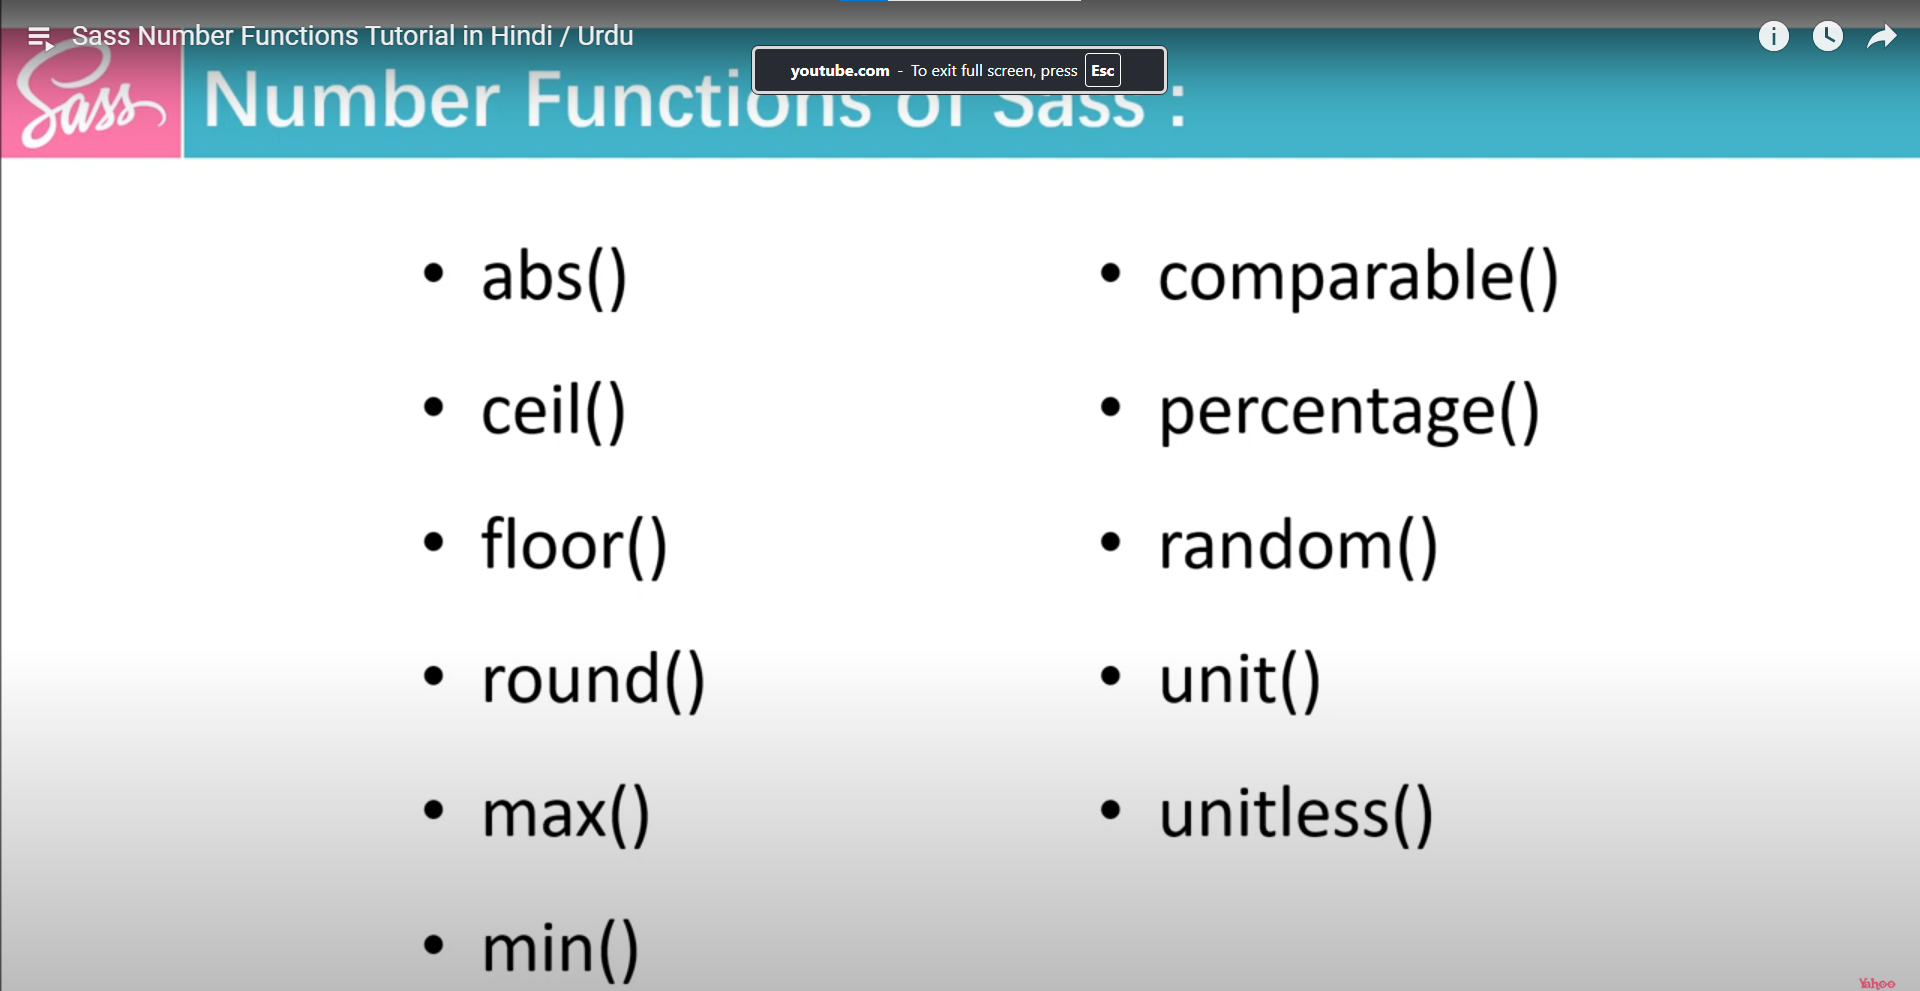 Sass Number Functions Tutorial in Hindi / Urdu
youtube.com - To exit full screen, press Esc
Sass
Number Functions of Sass :
• abs()
• ceil()
• floor()
• round()
• max()
• min()
• comparable()
• percentage()
• random()
• unit()
• unitless()
Yahoo